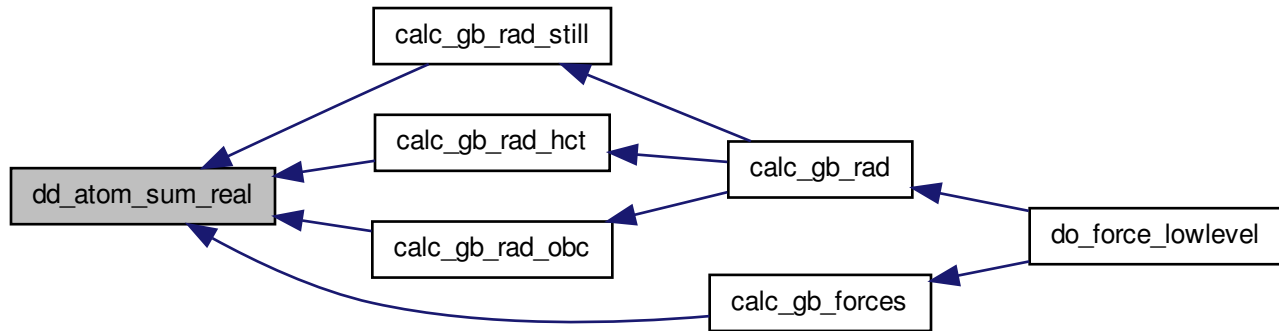 calc_gb_rad_still
calc_gb_rad_hct
calc_gb_rad
dd_atom_sum_real
do_force_lowlevel
calc_gb_rad_obc
calc_gb_forces